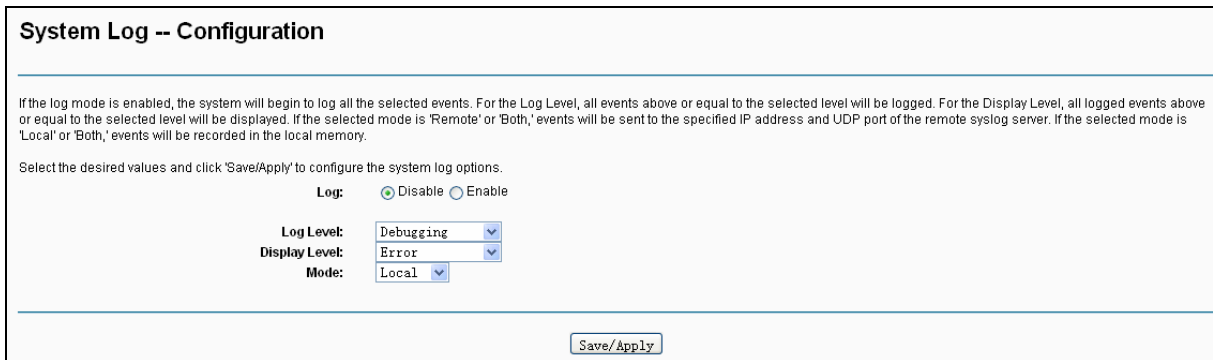 System Log -- Configuration
If the log mode is enabled, the system will begin to log all the selected events. For the Log Level, all events above or equal to the selected level will be logged. For the Display Level, all logged events above
or equal to the selected level will be displayed. If the selected mode is 'Remote' or 'Both,' events will be sent to the specified IP address and UDP port of the remote syslog server. If the selected mode is
'Local' or 'Both,' events will be recorded in the local memory.
Select the desired values and click 'Save/Apply' to configure the system log options.
Log: Disable Enable
Log Level: Debugging
Display Level: Error
Mode: Local
Save/Apply